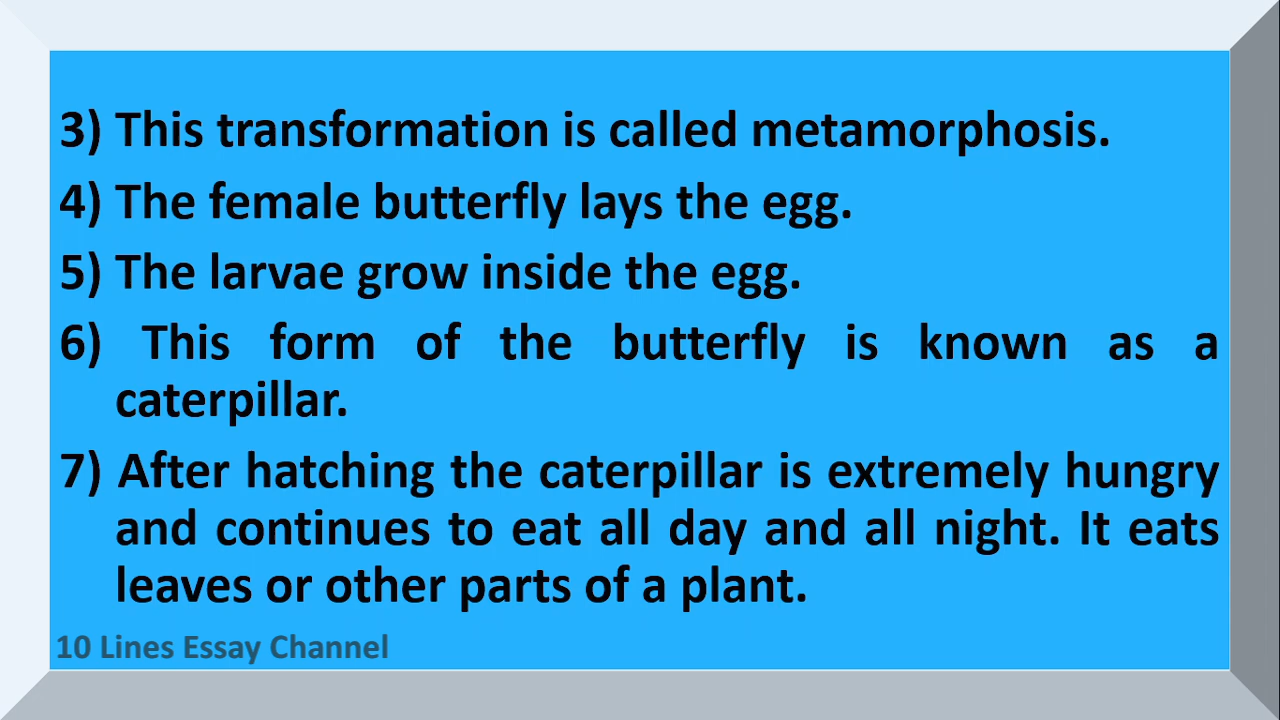 3) This transformation is called metamorphosis.
4) The female butterfly lays the egg.
5) The larvae grow inside the egg.
6) This form of the butterfly is known as a
caterpillar.
7) After hatching the caterpillar is extremely hungry
and continues to eat all day and all night. It eats
leaves or other parts of a plant.
10 Lines Essay Channel